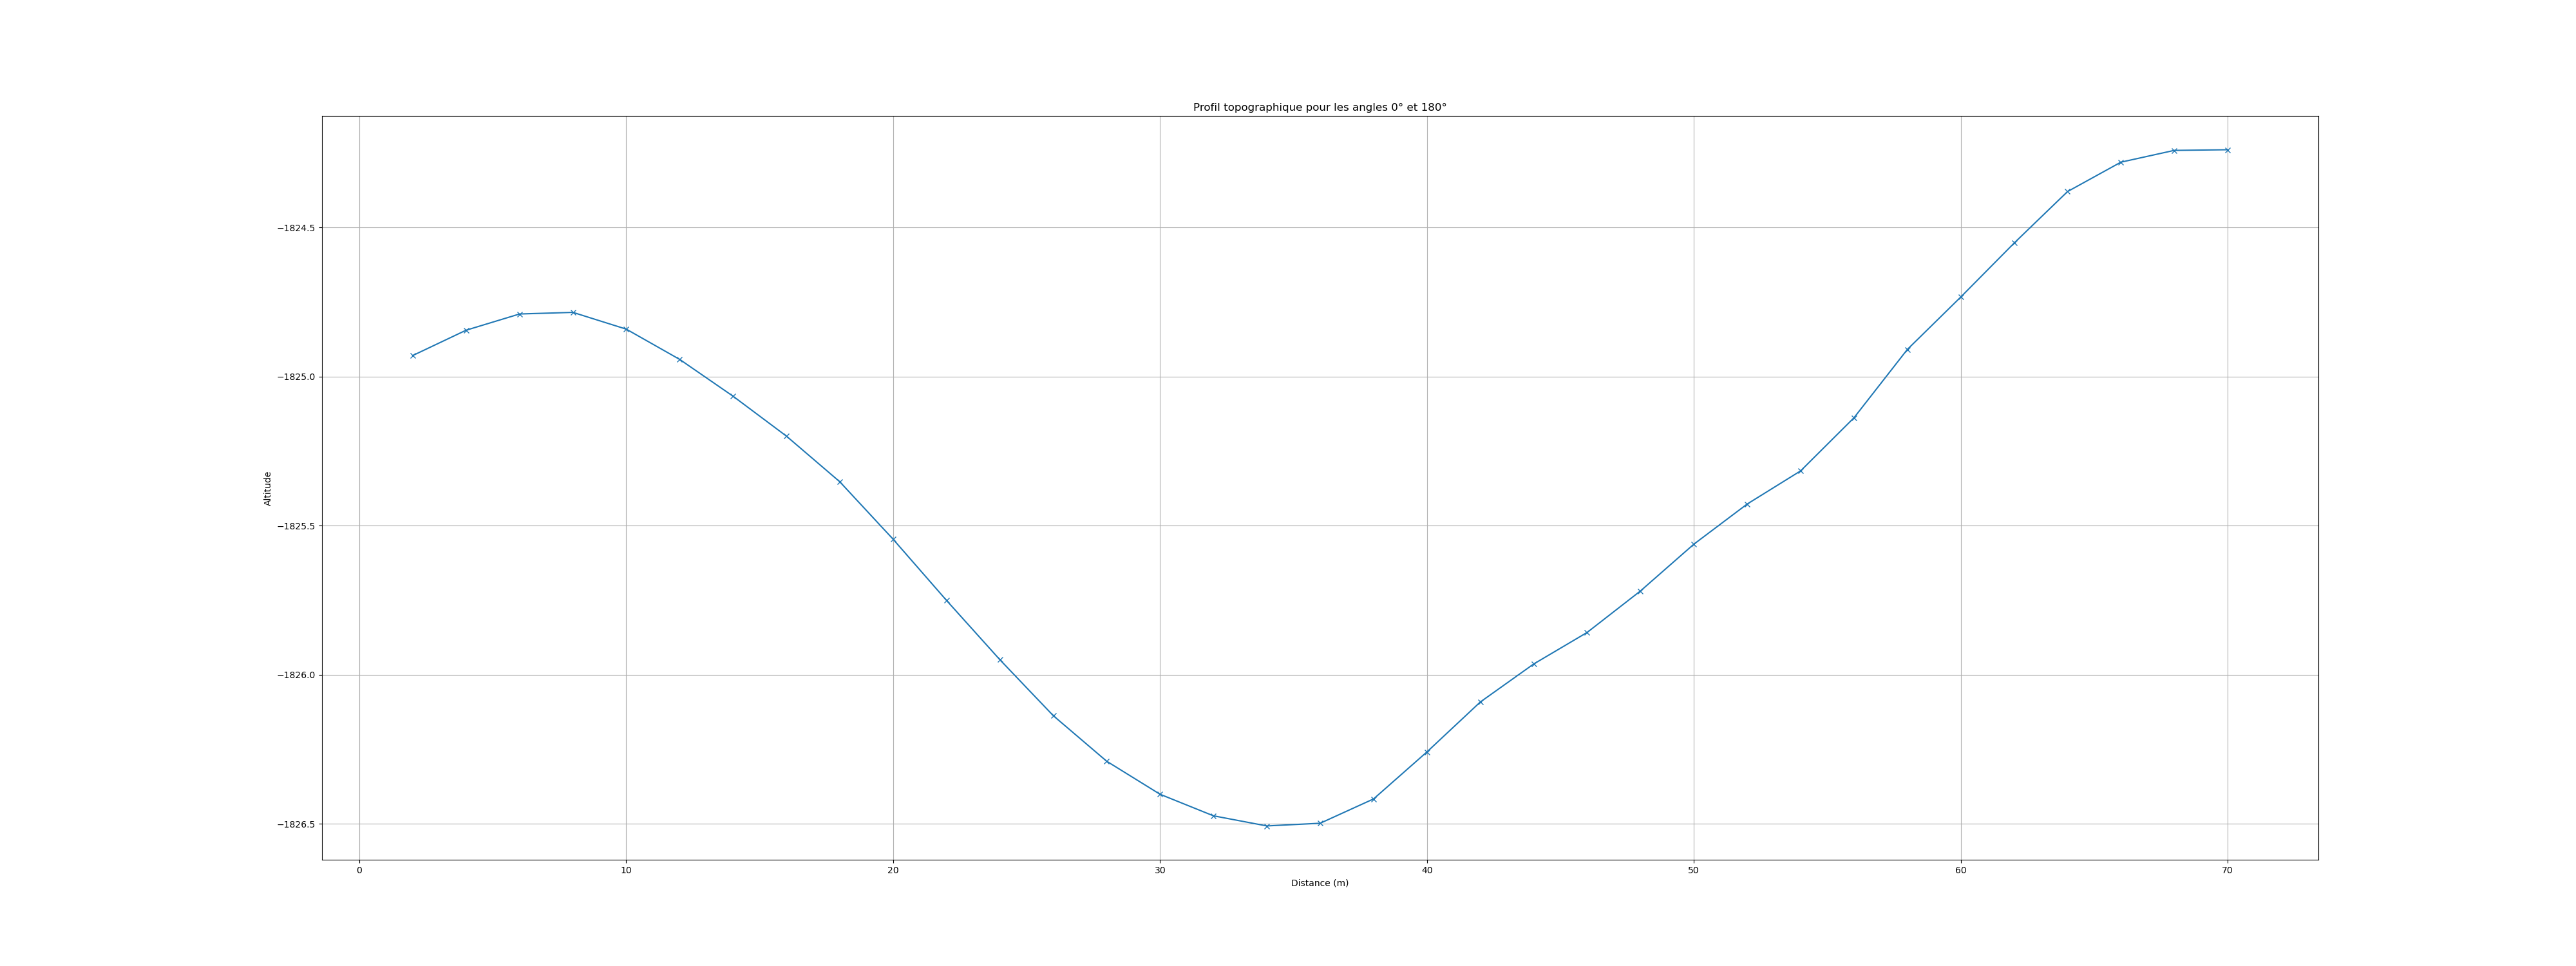 Profil topographique pour les angles 0° et 180°
Altitude
−1824.5
−1825.0
−1825.5
−1826.0
−1826.5
0 10 20 30 40 50 60 70
Distance (m)